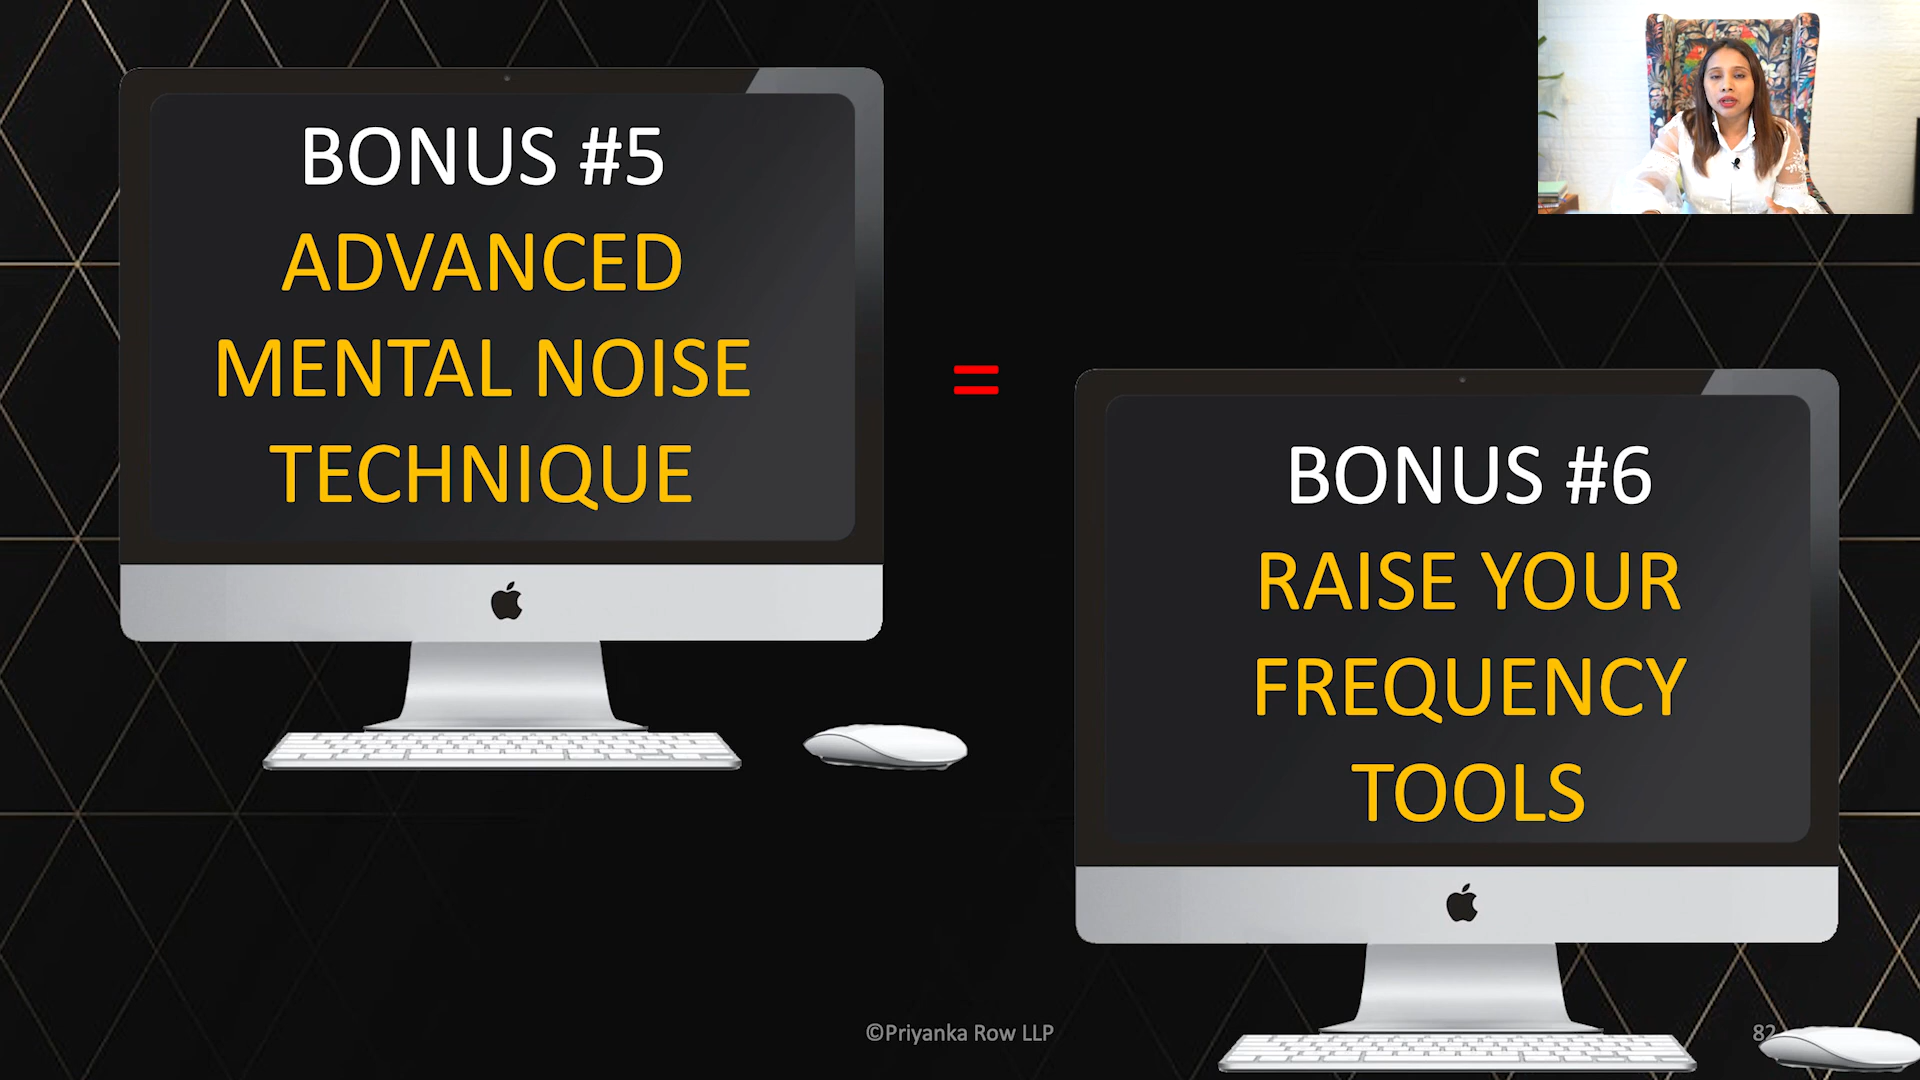 BONUS #5
ADVANCED
MENTAL NOISE
TECHNIQUE
=
BONUS #6
RAISE YOUR
FREQUENCY
TOOLS
©Priyanka Row LLP
82